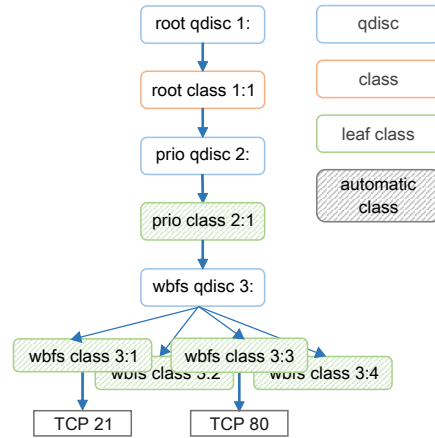 root qdisc 1:
qdisc
root class 1:1
class
prio qdisc 2:
leaf class
prio class 2:1
automatic
class
wbfs qdisc 3:
wbfs class 3:1
wbfs class 3:2
wbfs class 3:3
wbfs class 3:4
TCP 21
TCP 80